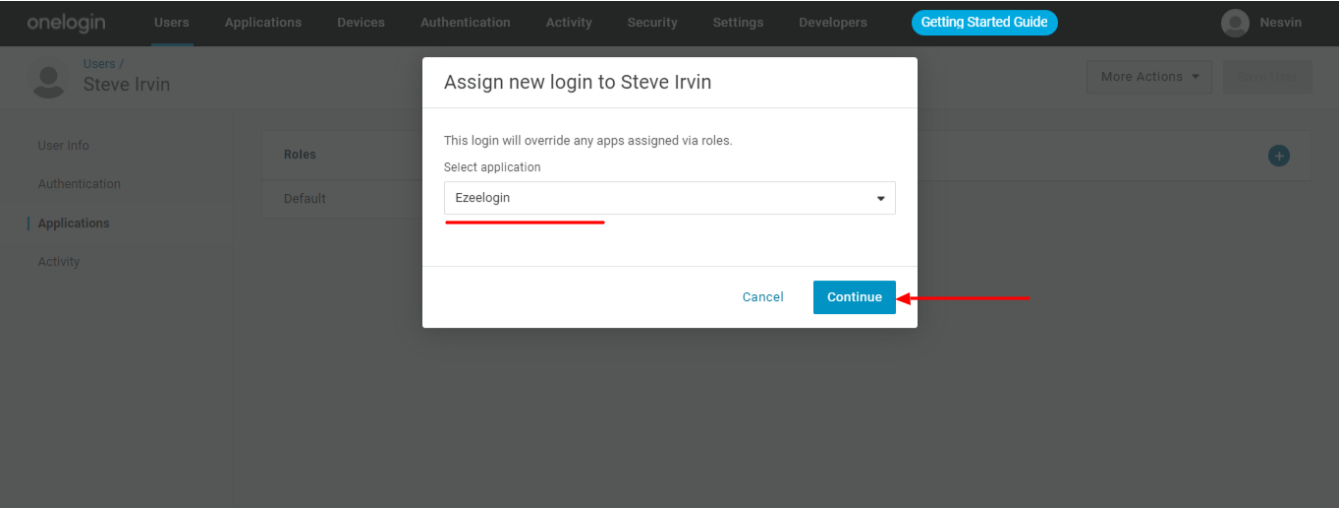 onelogin Users Applications Devices Authentication Activity Security Settings Developers Getting Started Guide Nesvin
Users /
Steve Irvin
More Actions
Save User
User Info
Authentication
Applications
Activity
Roles
Default
Assign new login to Steve Irvin
This login will override any apps assigned via roles.
Select application
Ezeelogin
Cancel Continue